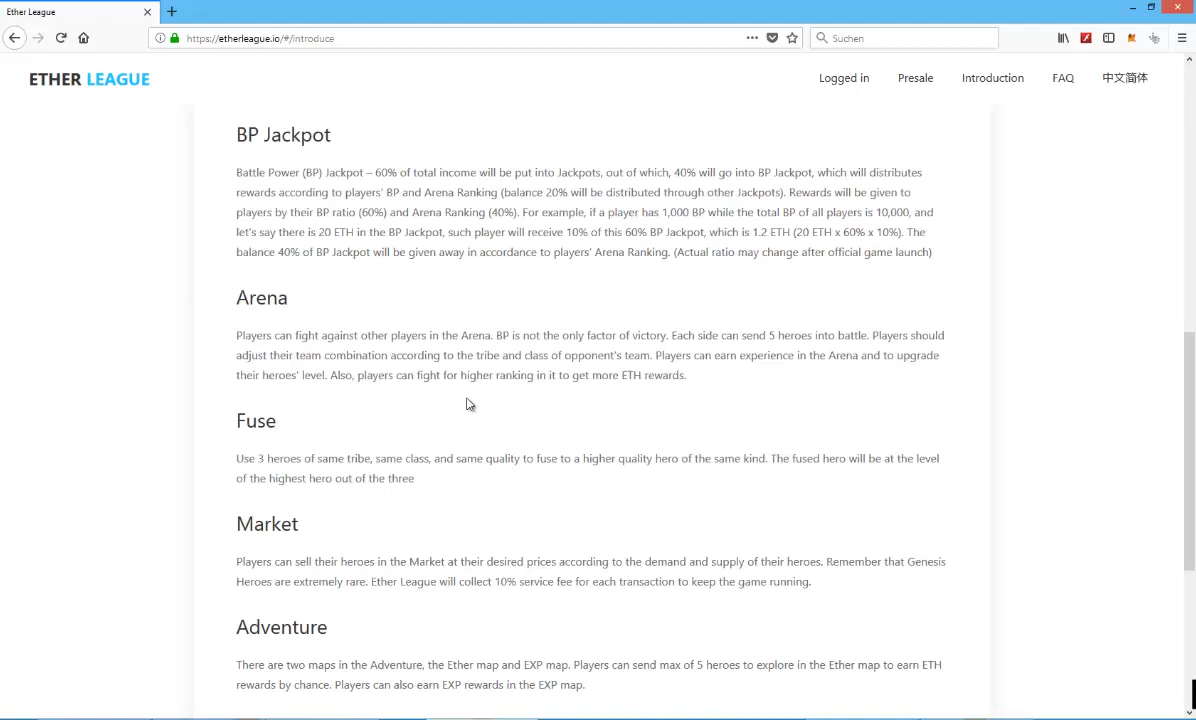 Ether League
https://etherleague.io/#/introduce
Suchen
ETHER LEAGUE
Logged in
Presale
Introduction
FAQ
中文简体
BP Jackpot
Battle Power (BP) Jackpot – 60% of total income will be put into Jackpots, out of which, 40% will go into BP Jackpot, which will distributes
rewards according to players' BP and Arena Ranking (balance 20% will be distributed through other Jackpots). Rewards will be given to
players by their BP ratio (60%) and Arena Ranking (40%). For example, if a player has 1,000 BP while the total BP of all players is 10,000, and
let's say there is 20 ETH in the BP Jackpot, such player will receive 10% of this 60% BP Jackpot, which is 1.2 ETH (20 ETH x 60% x 10%). The
balance 40% of BP Jackpot will be given away in accordance to players' Arena Ranking. (Actual ratio may change after official game launch)
Arena
Players can fight against other players in the Arena. BP is not the only factor of victory. Each side can send 5 heroes into battle. Players should
adjust their team combination according to the tribe and class of opponent's team. Players can earn experience in the Arena and to upgrade
their heroes' level. Also, players can fight for higher ranking in it to get more ETH rewards.
Fuse
Use 3 heroes of same tribe, same class, and same quality to fuse to a higher quality hero of the same kind. The fused hero will be at the level
of the highest hero out of the three
Market
Players can sell their heroes in the Market at their desired prices according to the demand and supply of their heroes. Remember that Genesis
Heroes are extremely rare. Ether League will collect 10% service fee for each transaction to keep the game running.
Adventure
There are two maps in the Adventure, the Ether map and EXP map. Players can send max of 5 heroes to explore in the Ether map to earn ETH
rewards by chance. Players can also earn EXP rewards in the EXP map.